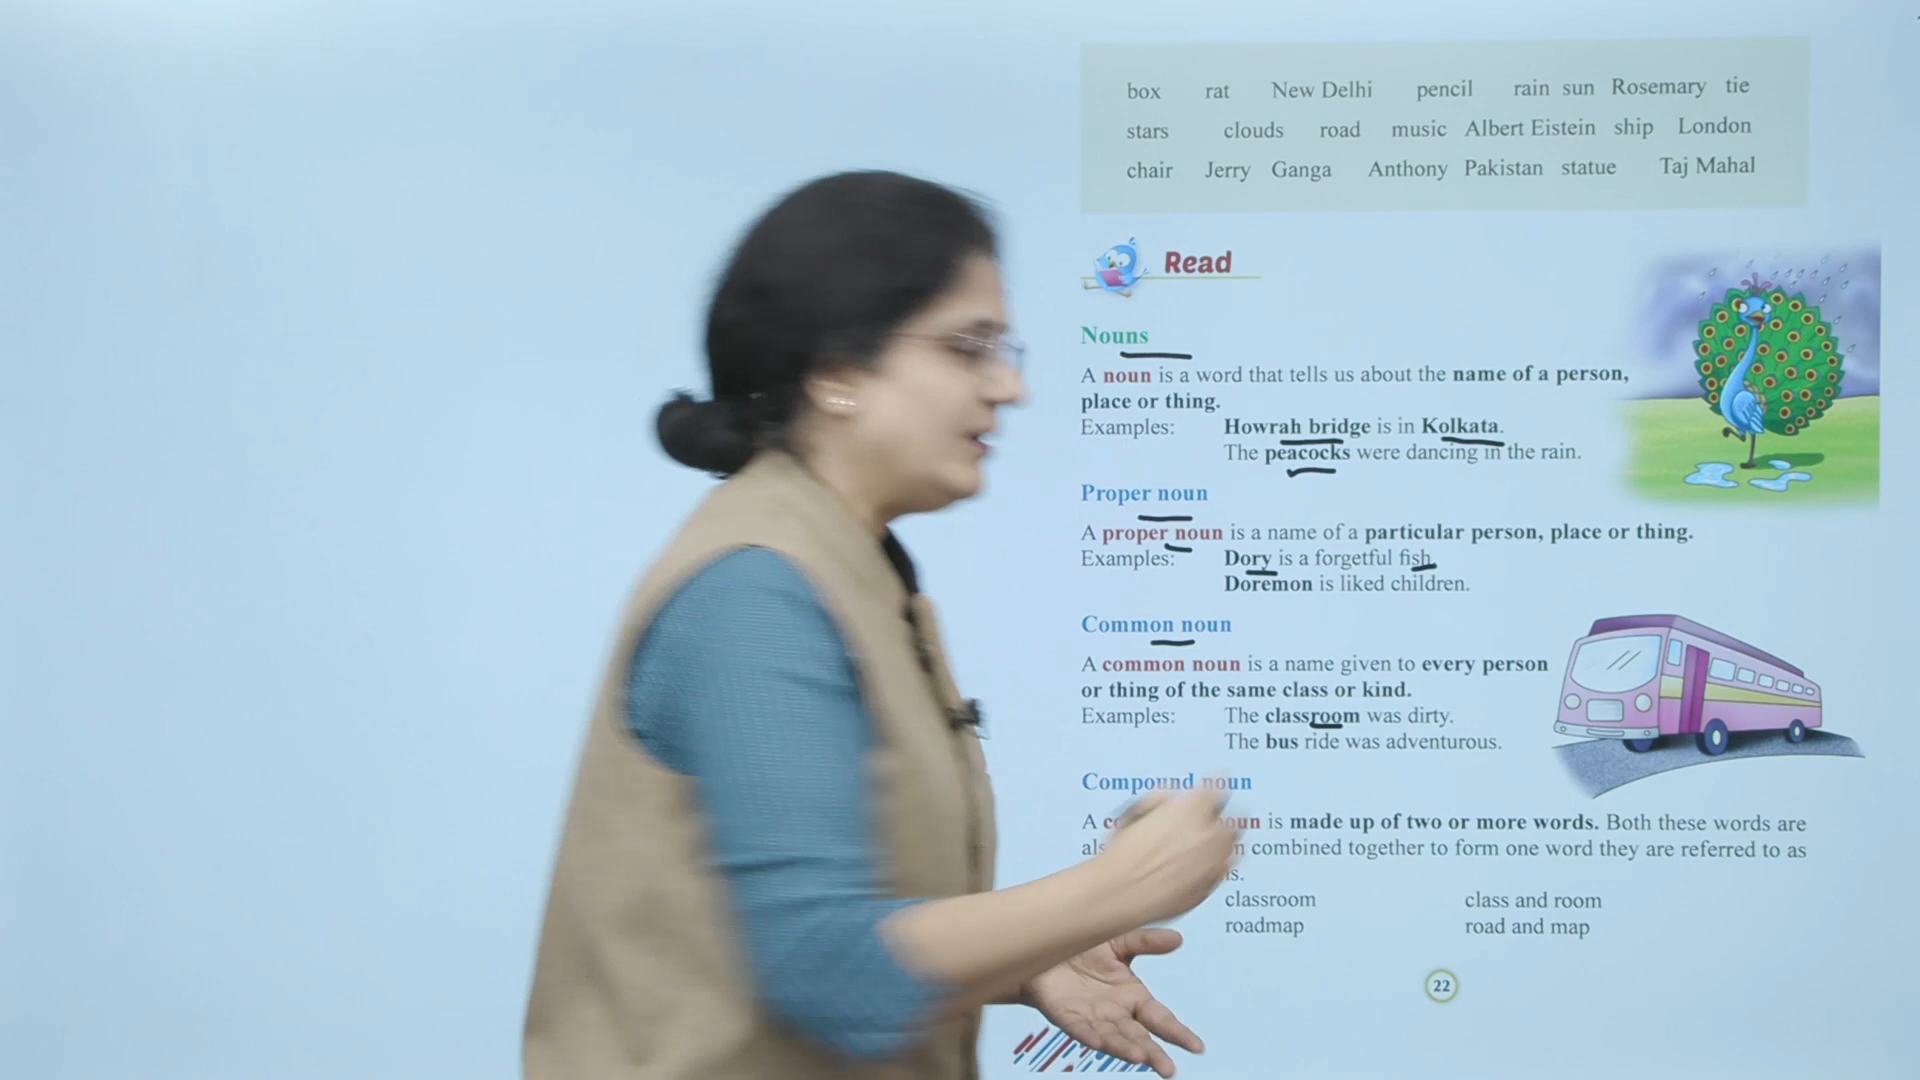 box rat New Delhi pencil rain sun Rosemary tie
stars clouds road music Albert Eistein ship London
chair Jerry Ganga Anthony Pakistan statue Taj Mahal
Read
Nouns
A noun is a word that tells us about the name of a person,
place or thing.
Examples: Howrah bridge is in Kolkata.
The peacocks were dancing in the rain.
Proper noun
A proper noun is a name of a particular person, place or thing.
Examples: Dory is a forgetful fish.
Doremon is liked children.
Common noun
A common noun is a name given to every person
or thing of the same class or kind.
Examples: The classroom was dirty.
The bus ride was adventurous.
Compound noun
A is made up of two or more words. Both these words are
combined together to form one word they are referred to as
classroom class and room
roadmap road and map
22